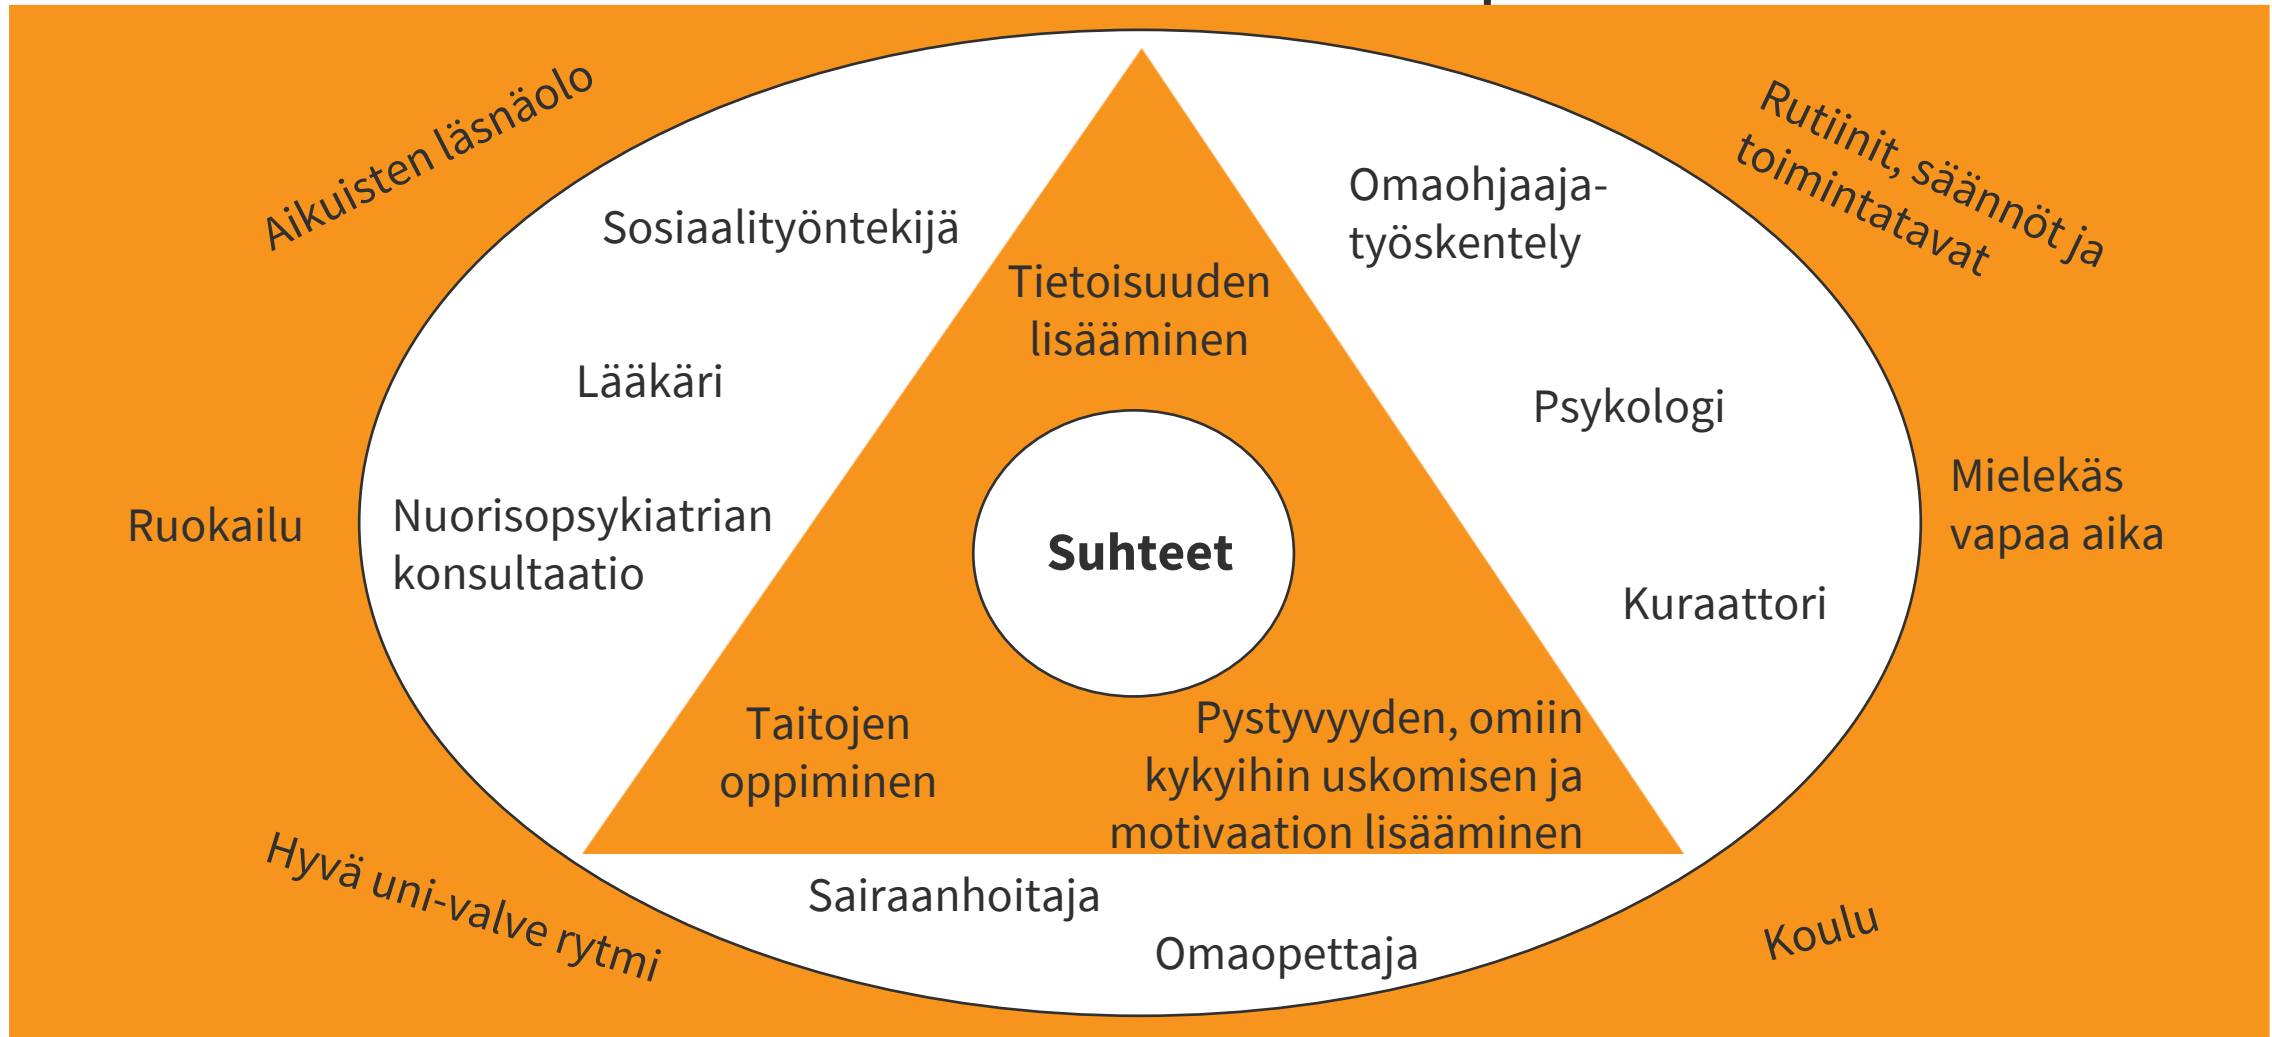 Aikuisten läsnäolo
Rutiinit, säännöt ja
toimintatavat
Sosiaalityöntekijä
Omaohjaaja-
työskentely
Tietoisuuden
lisääminen
Lääkäri
Psykologi
Ruokailu
Nuorisopsykiatrian
konsultaatio
Suhteet
Mielekäs
vapaa aika
Kuraattori
Taitojen
oppiminen
Pystyvyyden, omiin
kykyihin uskomisen ja
motivaation lisääminen
Hyvä uni-valve rytmi
Sairaanhoitaja
Omaopettaja
Koulu